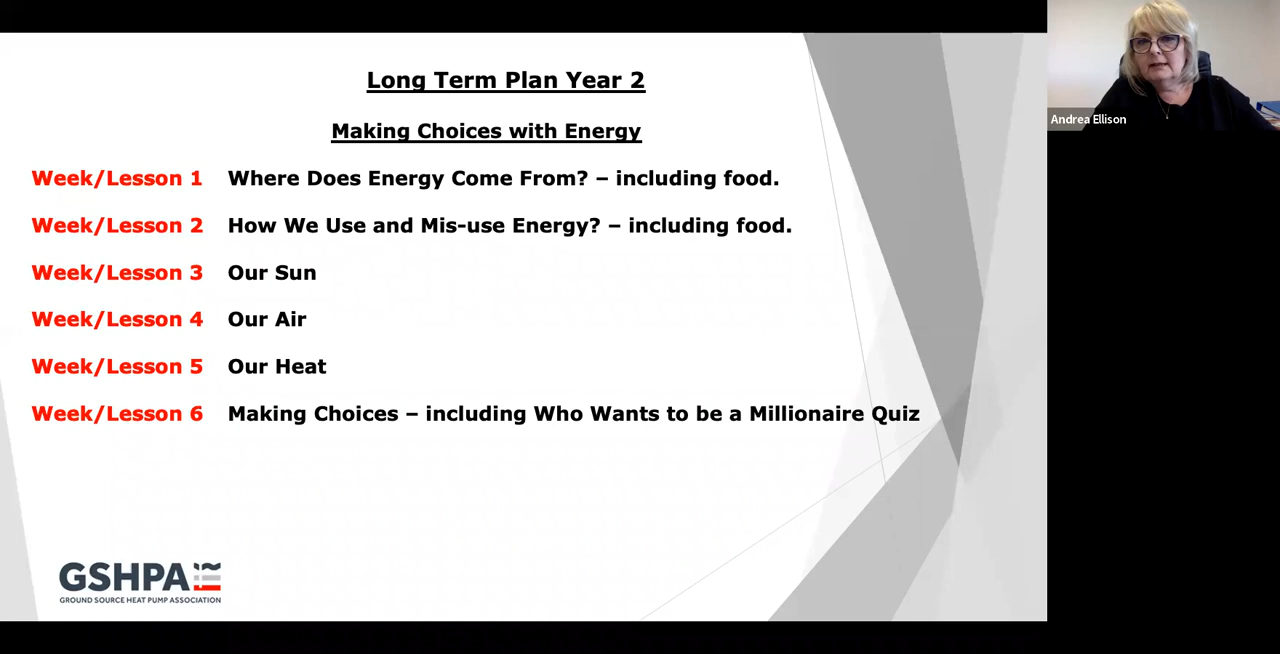 Long Term Plan Year 2
Making Choices with Energy
Week/Lesson 1 Where Does Energy Come From? – including food.
Week/Lesson 2 How We Use and Mis-use Energy? – including food.
Week/Lesson 3 Our Sun
Week/Lesson 4 Our Air
Week/Lesson 5 Our Heat
Week/Lesson 6 Making Choices – including Who Wants to be a Millionaire Quiz
GSHPA
GROUND SOURCE HEAT PUMP ASSOCIATION
Andrea Ellison